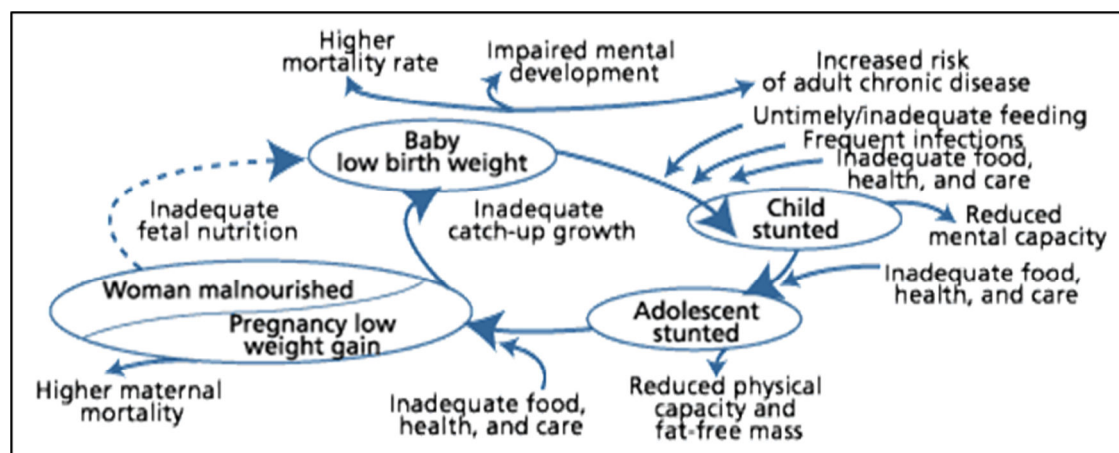 Higher
mortality rate
Impaired mental
development
Increased risk
of adult chronic disease
Untimely/inadequate feeding
Frequent infections
Inadequate food,
health, and care
Baby
low birth weight
Inadequate
fetal nutrition
Inadequate
catch-up growth
Child
stunted
Reduced
mental capacity
Inadequate food,
health, and care
Woman malnourished
Pregnancy low
weight gain
Adolescent
stunted
Higher maternal
mortality
Inadequate food,
health, and care
Reduced physical
capacity and
fat-free mass